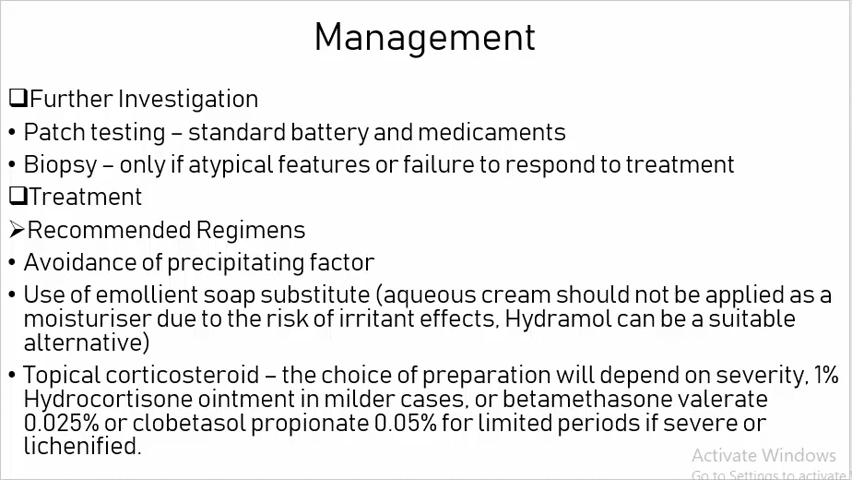 Management
❑Further Investigation
• Patch testing – standard battery and medicaments
• Biopsy – only if atypical features or failure to respond to treatment
❑Treatment
➢Recommended Regimens
• Avoidance of precipitating factor
• Use of emollient soap substitute (aqueous cream should not be applied as a
moisturiser due to the risk of irritant effects, Hydramol can be a suitable
alternative)
• Topical corticosteroid – the choice of preparation will depend on severity, 1%
Hydrocortisone ointment in milder cases, or betamethasone valerate
0.025% or clobetasol propionate 0.05% for limited periods if severe or
lichenified.
Activate Windows
Go to Settings to activate